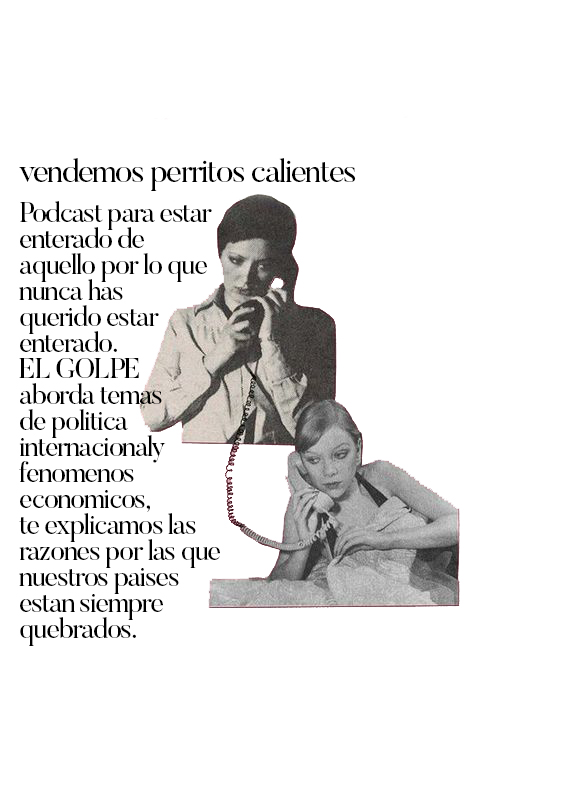 vendemos perritos calientes
Podcast para estar
enterado de
aquello por lo que
nunca has
querido estar
enterado.
EL GOLPE
aborda temas
de politica
internacionaly
fenomenos
economicos,
te explicamos las
razones por las que
nuestros paises
estan siempre
quebrados.